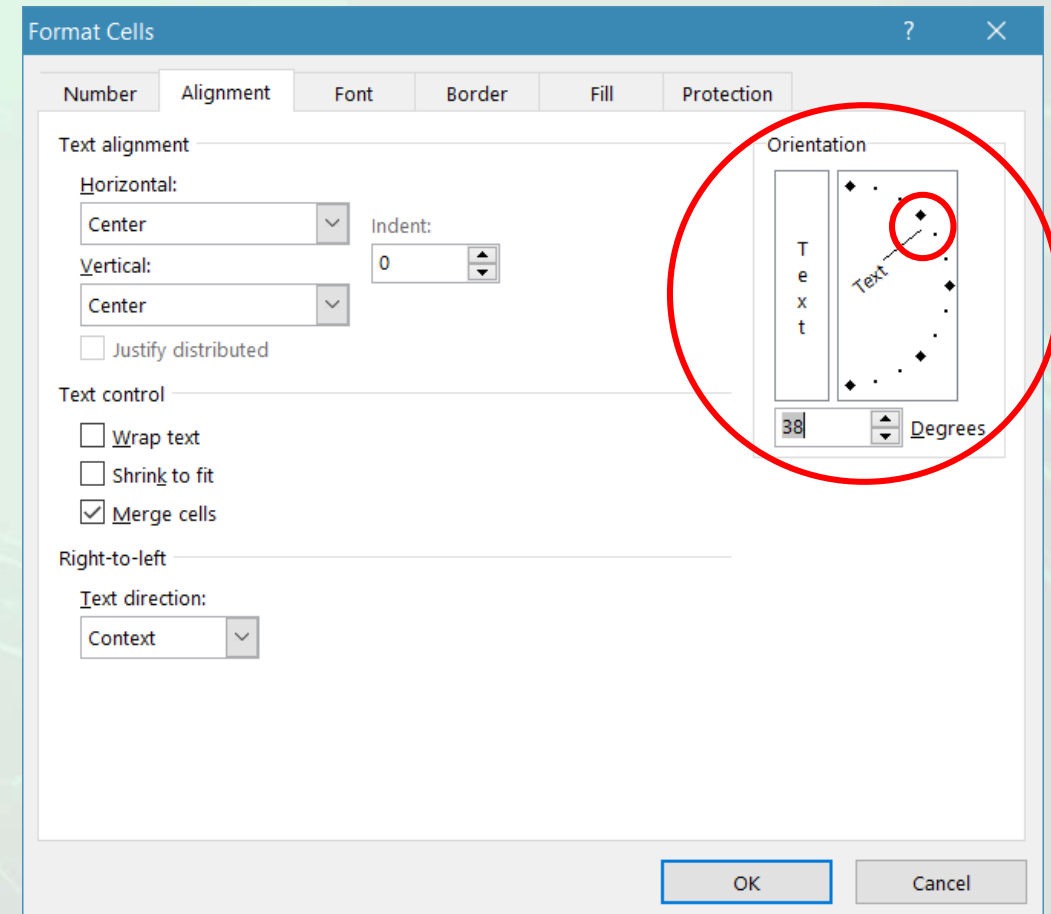 Format Cells
Number Alignment Font Border Fill Protection
Text alignment
Horizontal:
Center
Indent:
0
Vertical:
Center
Justify distributed
Text control
Wrap text
Shrink to fit
Merge cells
Right-to-left
Text direction:
Context
Orientation
Text
Text
38 Degrees
OK Cancel